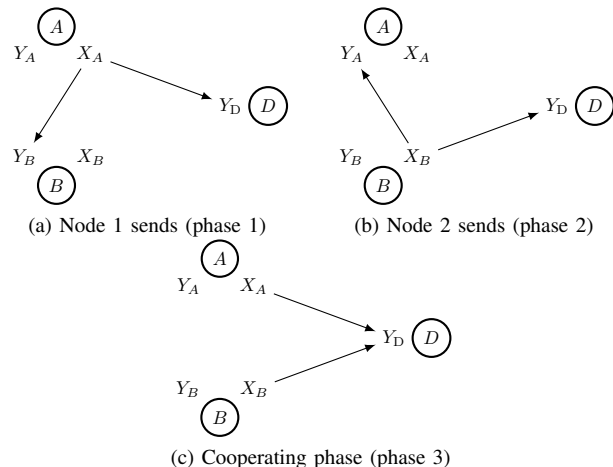 A A
Y_A X_A Y_A X_A
Y_D D Y_D D
Y_B X_B Y_B X_B
B B
(a) Node 1 sends (phase 1) (b) Node 2 sends (phase 2)
A
Y_A X_A
Y_D D
Y_B X_B
B
(c) Cooperating phase (phase 3)